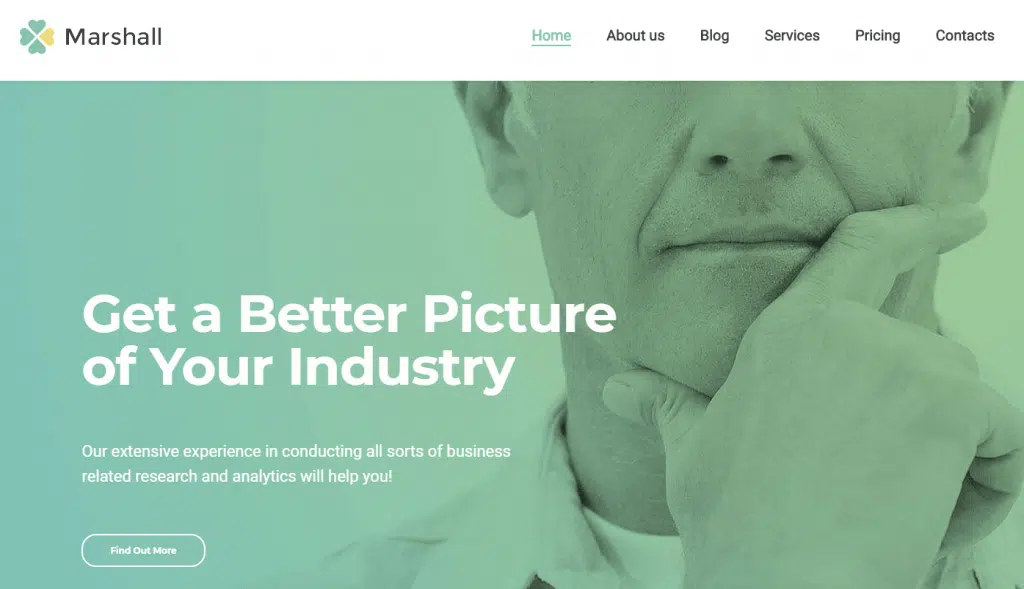 Marshall
Home About us Blog Services Pricing Contacts
Get a Better Picture
of Your Industry
Our extensive experience in conducting all sorts of business
related research and analytics will help you!
Find Out More